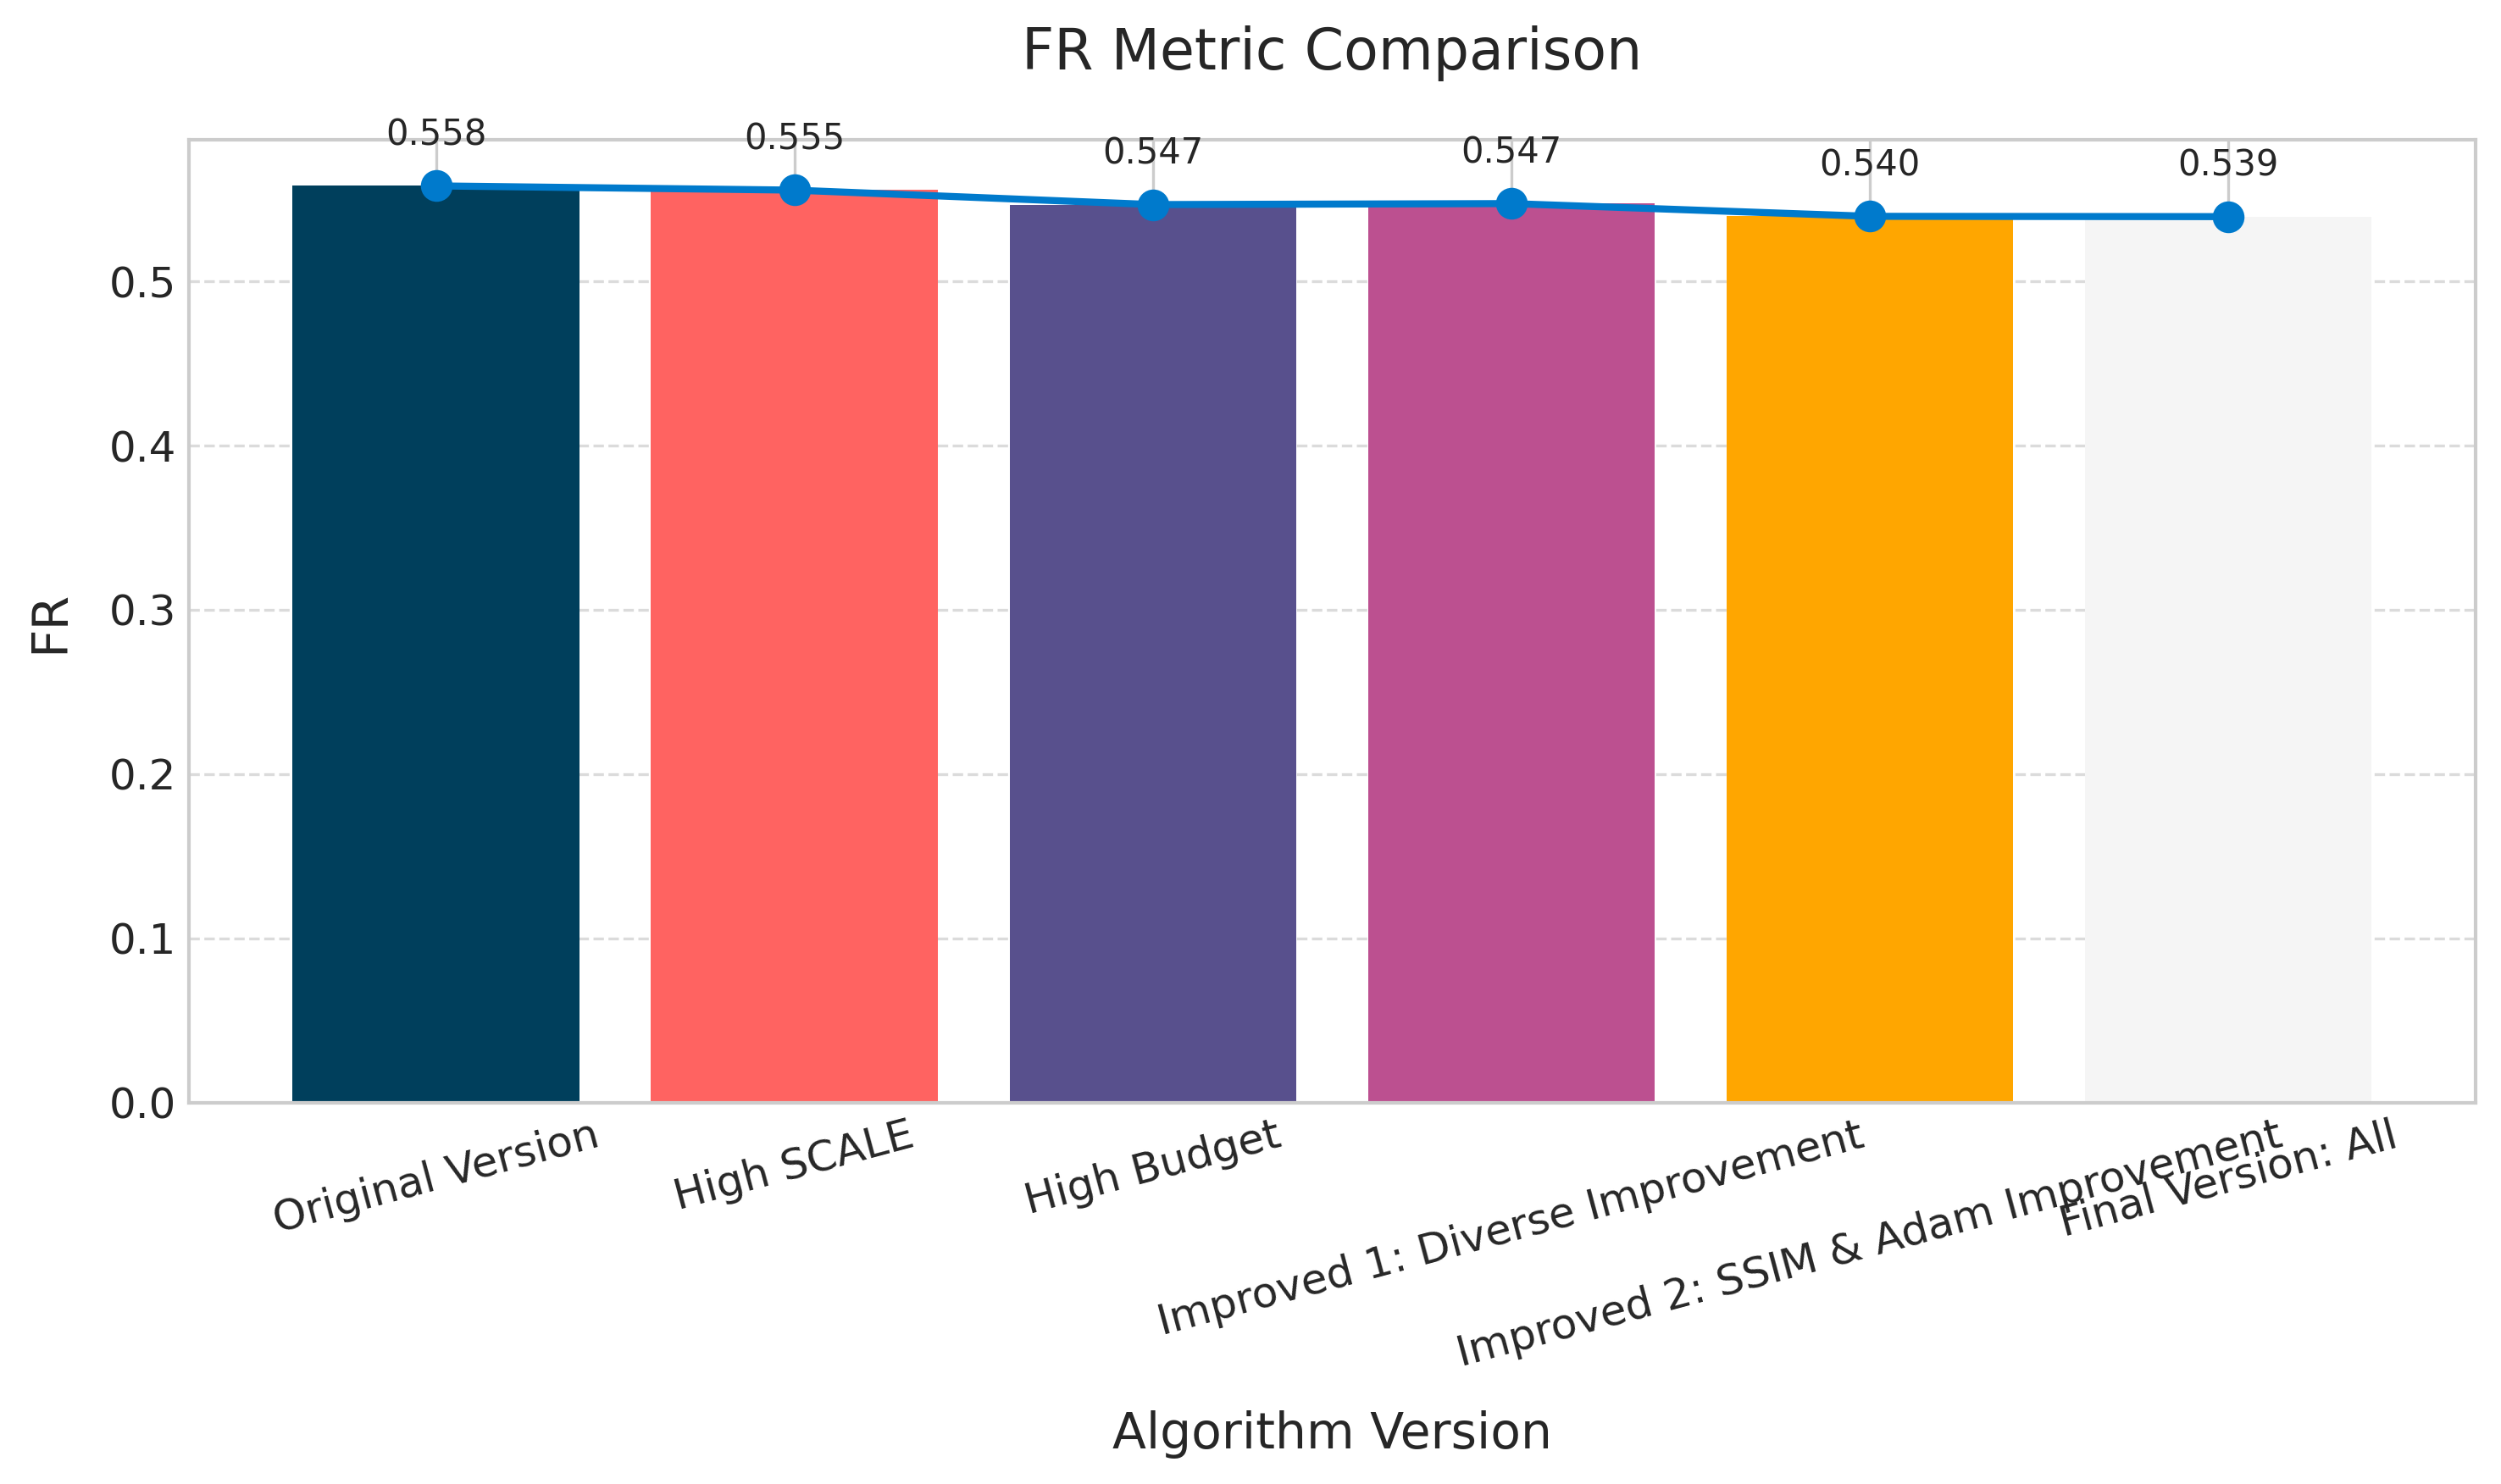 FR Metric Comparison
0.558
0.555
0.547
0.547
0.540
0.539
0.5
0.4
0.3
0.2
0.1
0.0
FR
Original Version
High SCALE
High Budget
Improved 1: Diverse Improvement
Improved 2: SSIM & Adam Improvement
Final Version: All
Algorithm Version